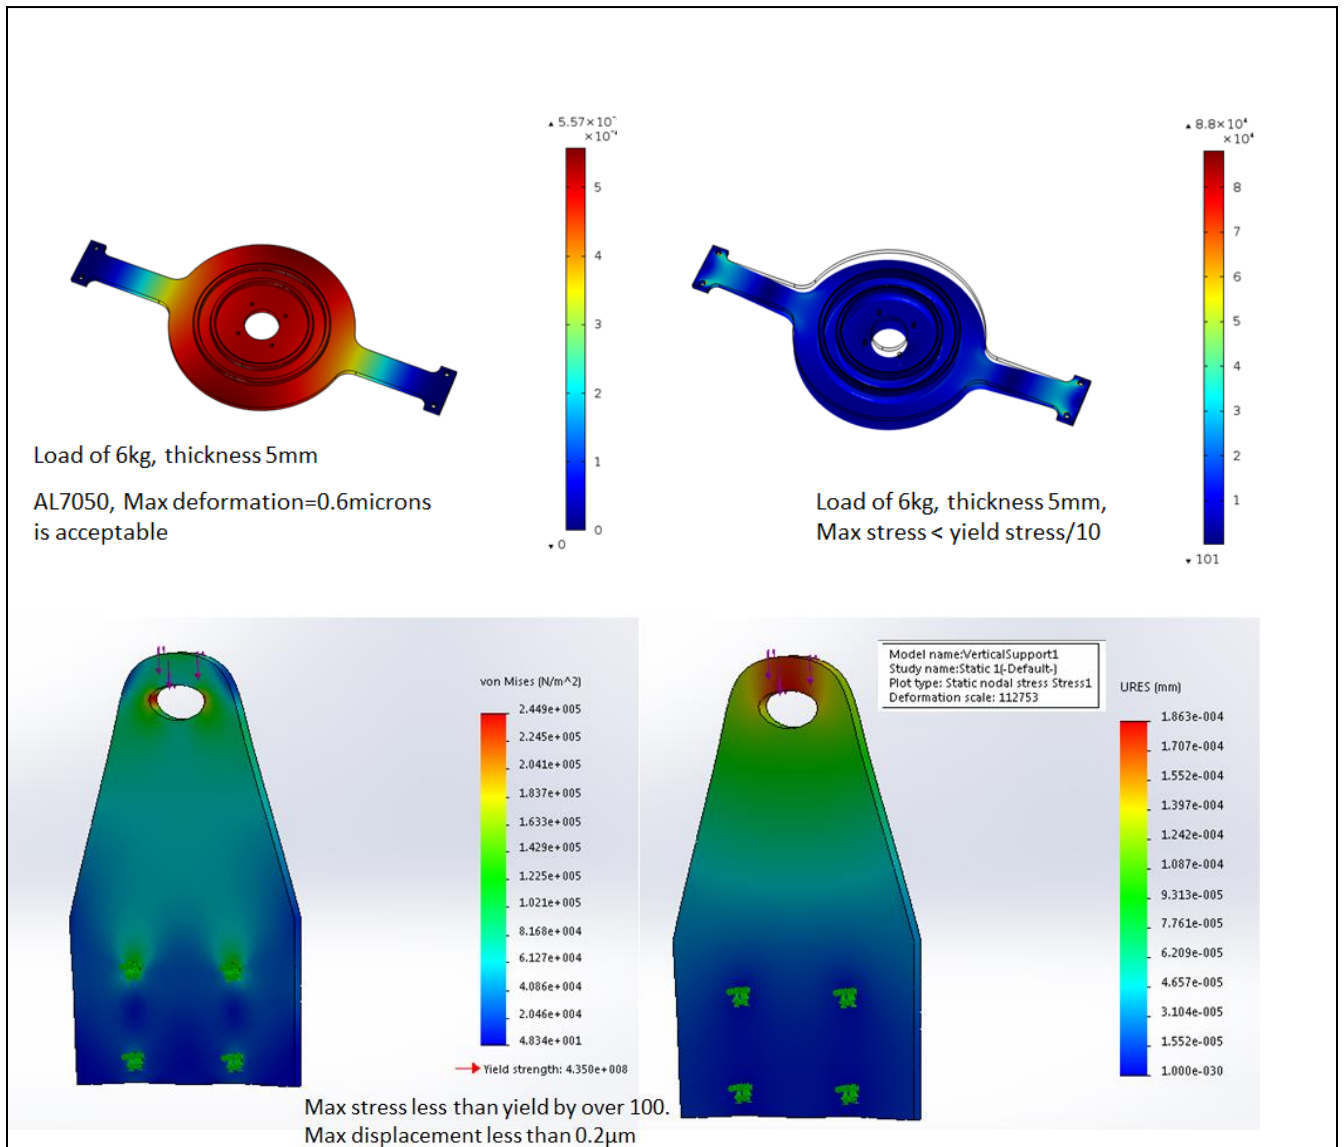 ▲ 5.57×10⁻
×10⁻⁴
5
4
3
2
1
0
▼ 0
Load of 6kg, thickness 5mm
AL7050, Max deformation=0.6microns
is acceptable
▲ 8.8×10⁴
×10⁴
8
7
6
5
4
3
2
1
▼ 101
Load of 6kg, thickness 5mm,
Max stress < yield stress/10
von Mises (N/m^2)
2.449e+005
2.245e+005
2.041e+005
1.837e+005
1.633e+005
1.429e+005
1.225e+005
1.021e+005
8.168e+004
6.127e+004
4.086e+004
2.046e+004
4.834e+001
Yield strength: 4.350e+008
Model name:VerticalSupport1
Study name:Static 1(-Default-)
Plot type: Static nodal stress Stress1
Deformation scale: 112753
URES (mm)
1.863e-004
1.707e-004
1.552e-004
1.397e-004
1.242e-004
1.087e-004
9.313e-005
7.761e-005
6.209e-005
4.657e-005
3.104e-005
1.552e-005
1.000e-030
Max stress less than yield by over 100.
Max displacement less than 0.2μm